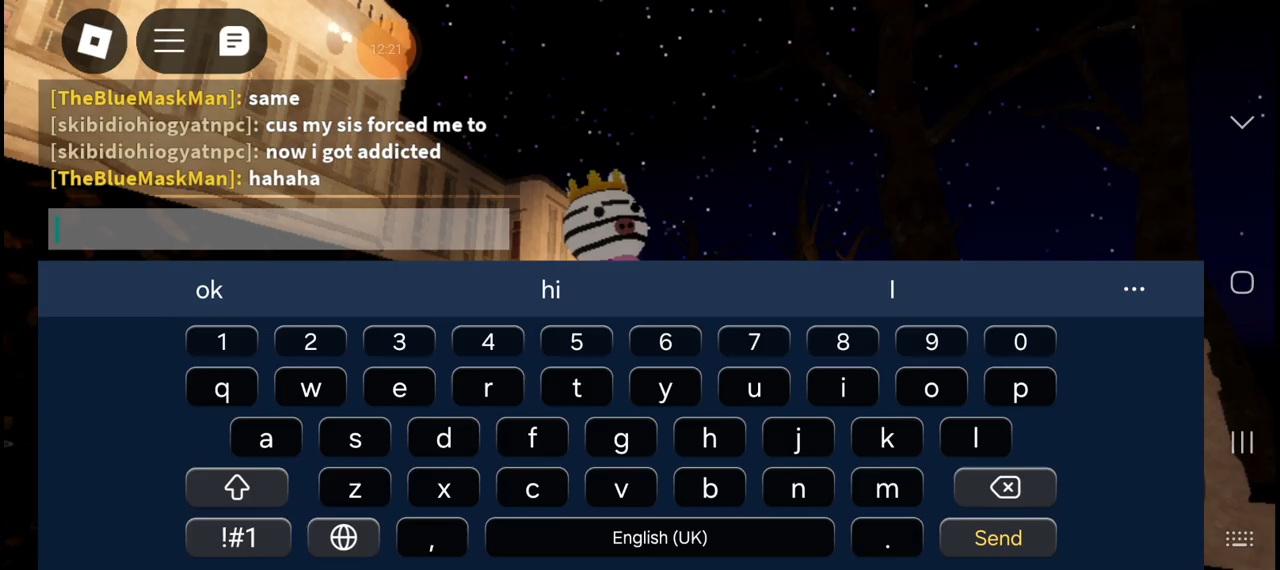 12:21
[TheBlueMaskMan]: same
[skibidiohiogyatnpc]: cus my sis forced me to
[skibidiohiogyatnpc]: now i got addicted
[TheBlueMaskMan]: hahaha
ok hi I ...
1 2 3 4 5 6 7 8 9 0
q w e r t y u i o p
a s d f g h j k l
z x c v b n m
!#1 , English (UK) . Send